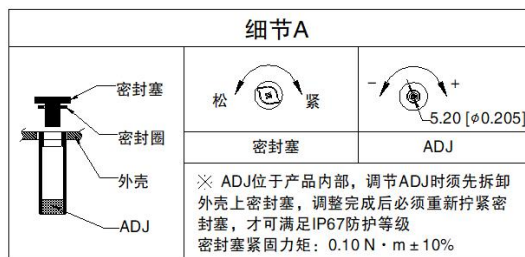 细节A
密封塞
密封圈
外壳
ADJ
松 紧
密封塞
- +
5.20 [φ0.205]
ADJ
※ ADJ位于产品内部，调节ADJ时须先拆卸
外壳上密封塞，调整完成后必须重新拧紧密
封塞，才可满足IP67防护等级
密封塞紧固力矩：0.10 N·m±10%